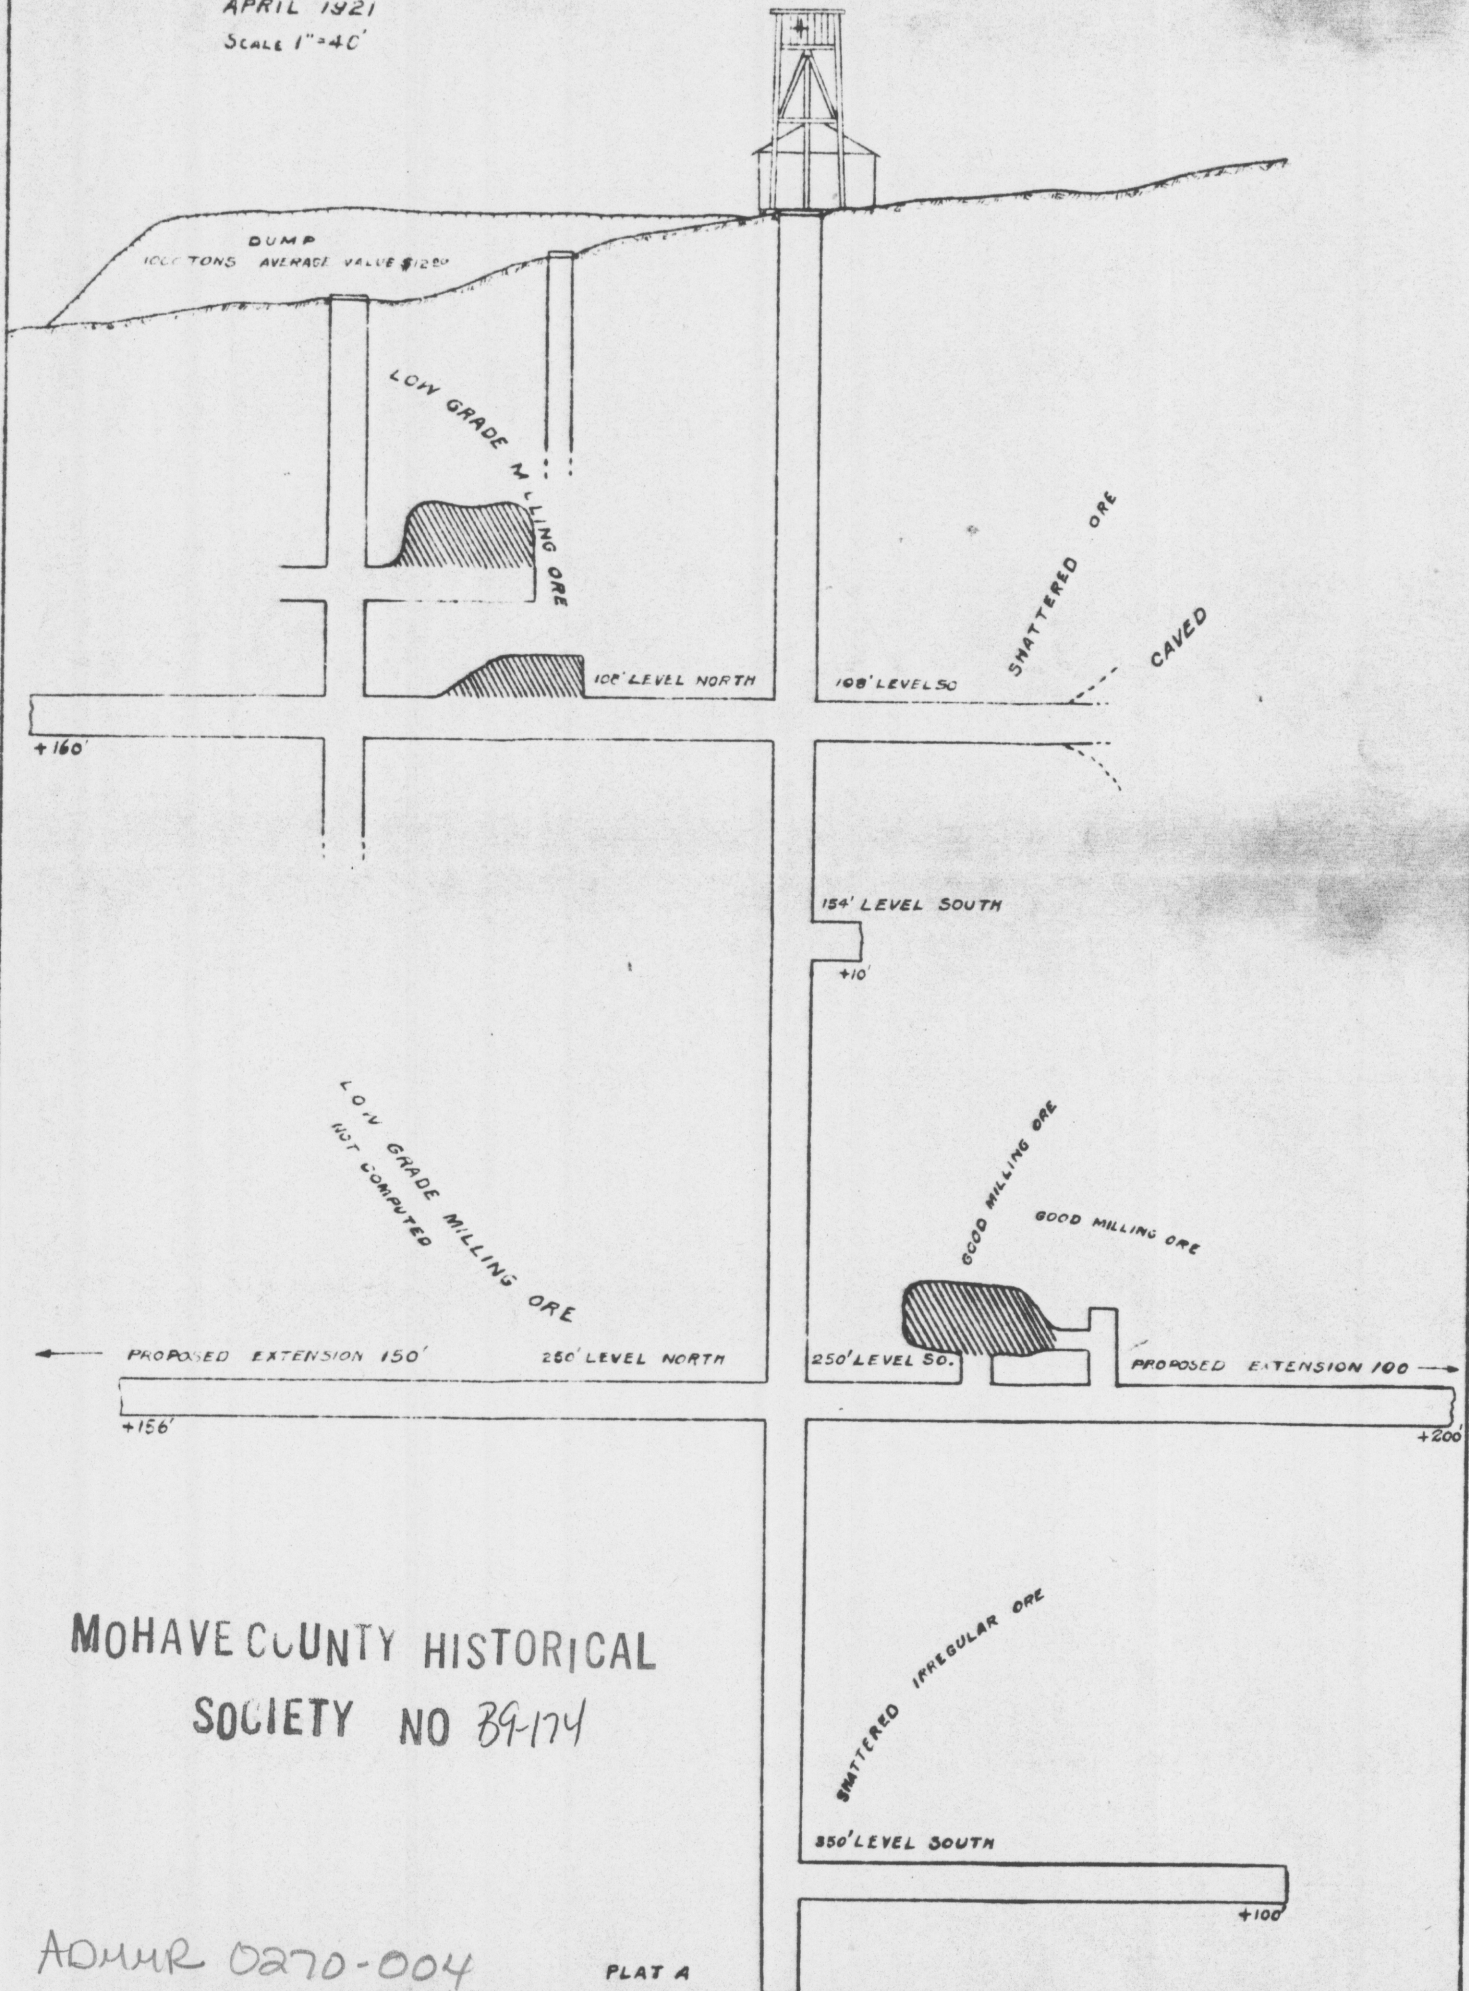 APRIL 1921
SCALE 1"=40'
DUMP
TONS AVERAGE VALUE
LOW GRADE MILLING ORE
SHATTERED ORE
CAVED
108' LEVEL NORTH
108' LEVEL SO
+160'
154' LEVEL SOUTH
+10'
LOW GRADE MILLING ORE
NOT COMPUTED
GOOD MILLING ORE
GOOD MILLING ORE
PROPOSED EXTENSION 150'
250' LEVEL NORTH
250' LEVEL SO.
PROPOSED EXTENSION 100
+156'
+200'
SHATTERED IRREGULAR ORE
MOHAVE COUNTY HISTORICAL
SOCIETY NO 39-174
350' LEVEL SOUTH
+100'
ADMMR 0270-004
PLAT A